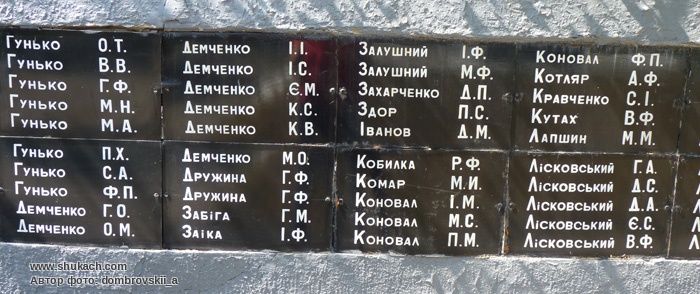 Гунько О.Т.
Гунько В.В.
Гунько Г.Ф.
Гунько М.Н.
Гунько М.А.
Демченко І.І.
Демченко І.С.
Демченко Є.М.
Демченко К.С.
Демченко К.В.
Залушний І.Ф.
Залушний М.Ф.
Захарченко Д.П.
Здор П.С.
Іванов Д.М.
Коновал Ф.П.
Котляр А.Ф.
Кравченко С.І.
Кутах В.Ф.
Лапшин М.М.
Гунько П.Х.
Гунько С.А.
Гунько Ф.П.
Демченко Г.О.
Демченко О.М.
Демченко М.О.
Дружина Г.Ф.
Дружина Г.Ф.
Забіга Г.М.
Заіка І.Ф.
Кобилка Р.Ф.
Комар М.И.
Коновал І.М.
Коновал М.С.
Коновал П.М.
Лісковський Г.А.
Лісковський Д.С.
Лісковський Д.А.
Лісковський Є.С.
Лісковський В.Ф.
www.shukach.com
Автор фото: dombrovskii_a